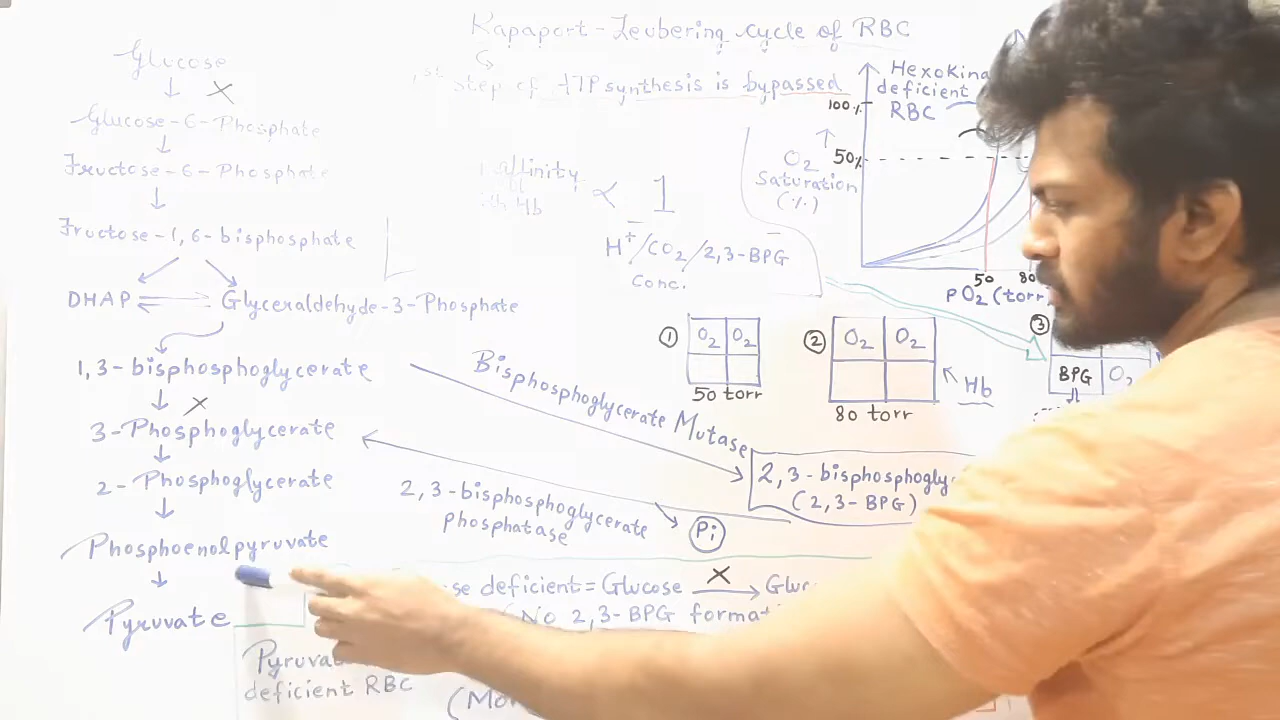 Rapaport-Leubering cycle of RBC
1st step of ATP synthesis is bypassed
Glucose
X
Glucose-6-Phosphate
Fructose-6-Phosphate
Fructose-1,6-bisphosphate
DHAP
Glyceraldehyde-3-Phosphate
1,3-bisphosphoglycerate
X
3-Phosphoglycerate
2-Phosphoglycerate
Phosphoenolpyruvate
Pyruvate
affinity
Hb
∝ 1
H+/CO2/2,3-BPG
Conc.
Hexokina
deficient
RBC
100%
50%
O2
Saturation
(%)
50 80
pO2 (torr)
① O2 O2
50 torr
② O2 O2
80 torr
Hb
③
BPG O2
Bisphosphoglycerate Mutase
2,3-bisphosphogly
(2,3-BPG)
2,3-bisphosphoglycerate
phosphatase
Pi
se deficient = Glucose X Gluc
(No 2,3-BPG format
Pyruva
deficient RBC
(Mor